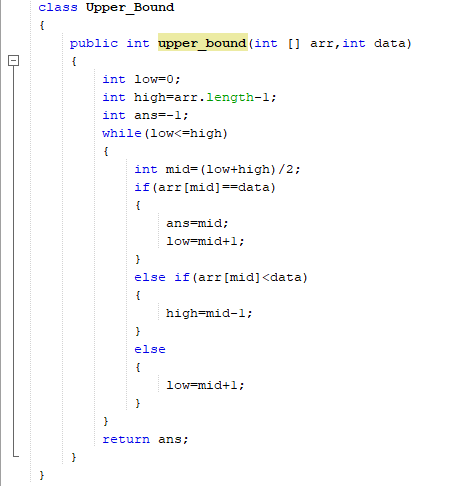 class Upper_Bound
{
public int upper_bound(int [] arr,int data)
{
int low=0;
int high=arr.length-1;
int ans=-1;
while(low<=high)
{
int mid=(low+high)/2;
if(arr[mid]==data)
{
ans=mid;
low=mid+1;
}
else if(arr[mid]<data)
{
high=mid-1;
}
else
{
low=mid+1;
}
}
return ans;
}
}